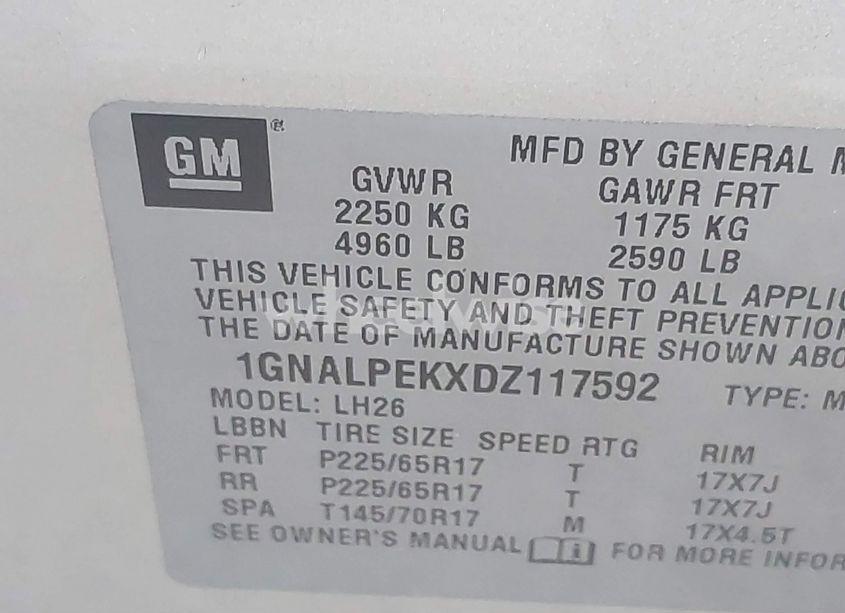 GM ®
MFD BY GENERAL M
GVWR GAWR FRT
2250 KG 1175 KG
4960 LB 2590 LB
THIS VEHICLE CONFORMS TO ALL APPLIC
VEHICLE SAFETY AND THEFT PREVENTION
THE DATE OF MANUFACTURE SHOWN ABO
1GNALPEKXDZ117592 TYPE: M
MODEL: LH26
LBBN TIRE SIZE SPEED RTG RIM
FRT P225/65R17 T 17X7J
RR P225/65R17 T 17X7J
SPA T145/70R17 M 17X4.5T
SEE OWNER'S MANUAL FOR MORE INFOR